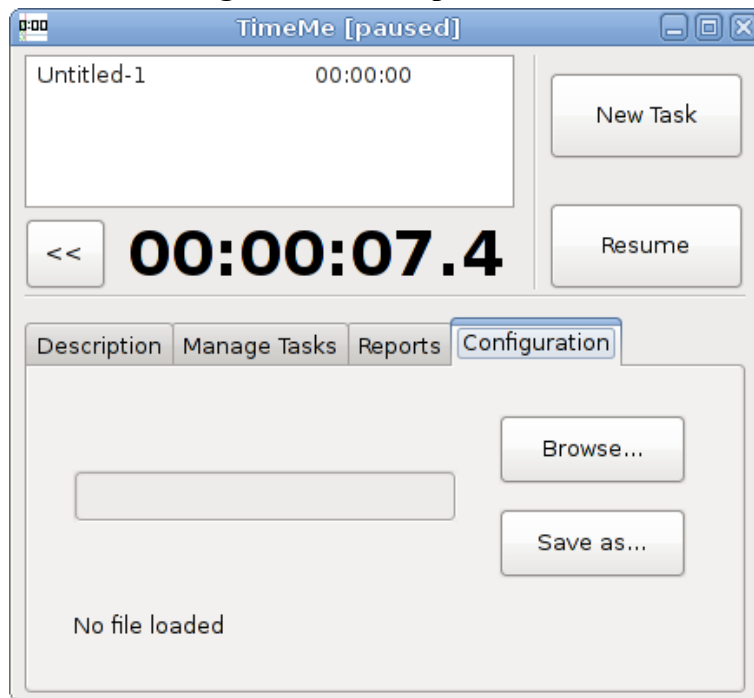 0:00 TimeMe [paused]
Untitled-1 00:00:00
New Task
<< 00:00:07.4
Resume
Description Manage Tasks Reports Configuration
Browse...
Save as...
No file loaded